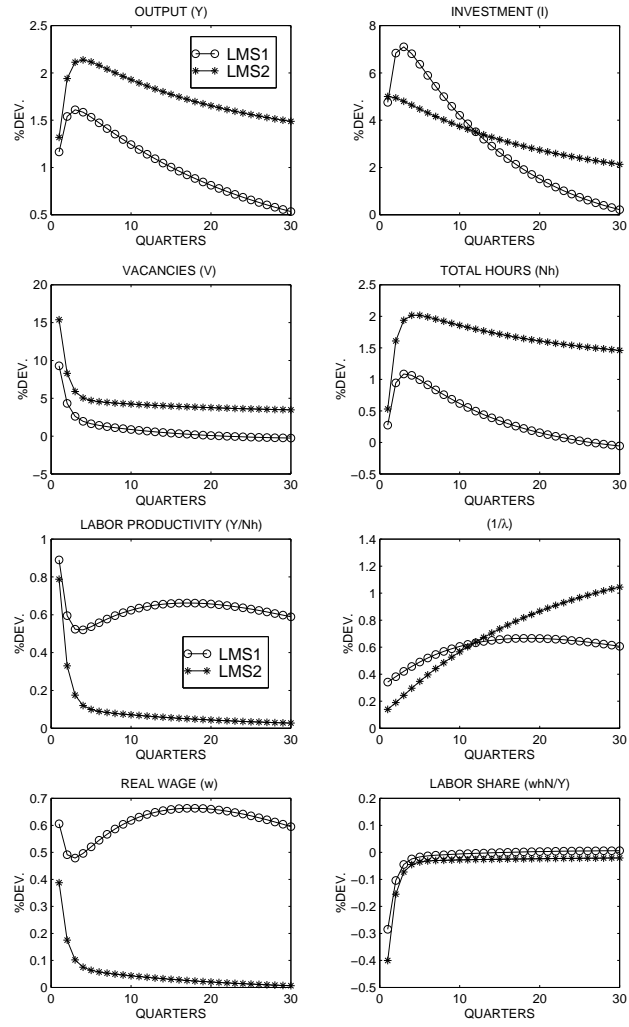 OUTPUT (Y)
2.5
2
1.5
1
0.5
%DEV.
0 10 20 30
QUARTERS
LMS1
LMS2
INVESTMENT (I)
8
6
4
2
0
%DEV.
0 10 20 30
QUARTERS
VACANCIES (V)
20
15
10
5
0
−5
%DEV.
0 10 20 30
QUARTERS
TOTAL HOURS (Nh)
2.5
2
1.5
1
0.5
0
−0.5
%DEV.
0 10 20 30
QUARTERS
LABOR PRODUCTIVITY (Y/Nh)
1
0.8
0.6
0.4
0.2
0
%DEV.
0 10 20 30
QUARTERS
LMS1
LMS2
(1/λ)
1.4
1.2
1
0.8
0.6
0.4
0.2
0
%DEV.
0 10 20 30
QUARTERS
REAL WAGE (w)
0.7
0.6
0.5
0.4
0.3
0.2
0.1
0
%DEV.
0 10 20 30
QUARTERS
LABOR SHARE (whN/Y)
0.2
0.1
0
−0.1
−0.2
−0.3
−0.4
−0.5
%DEV.
0 10 20 30
QUARTERS